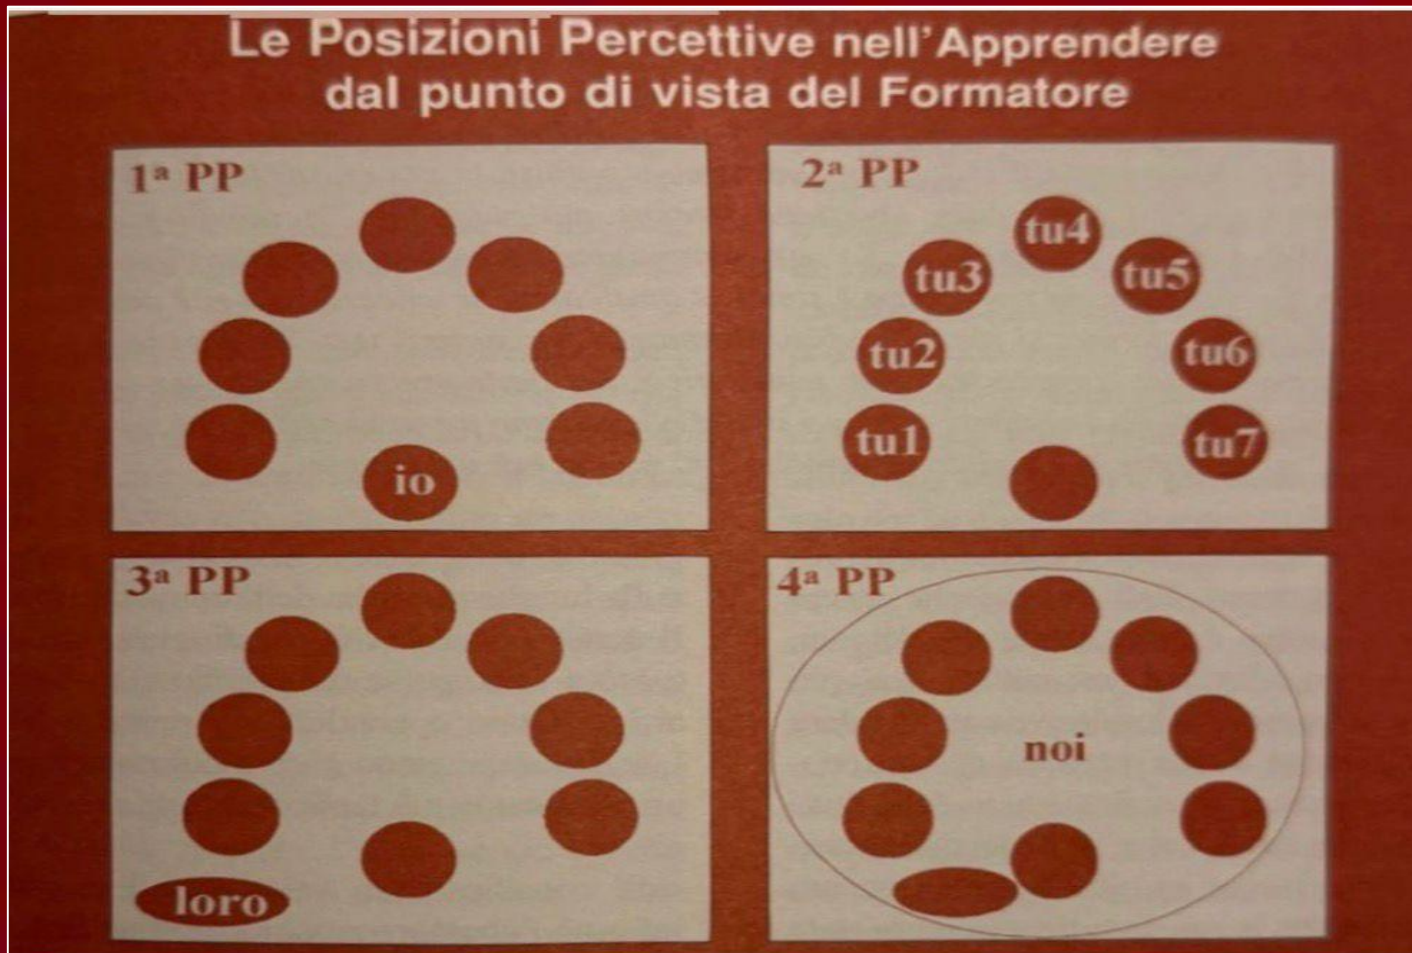 Le Posizioni Percettive nell'Apprendere
dal punto di vista del Formatore
1ª PP
io
2ª PP
tu4
tu3 tu5
tu2 tu6
tu1 tu7
3ª PP
loro
4ª PP
noi